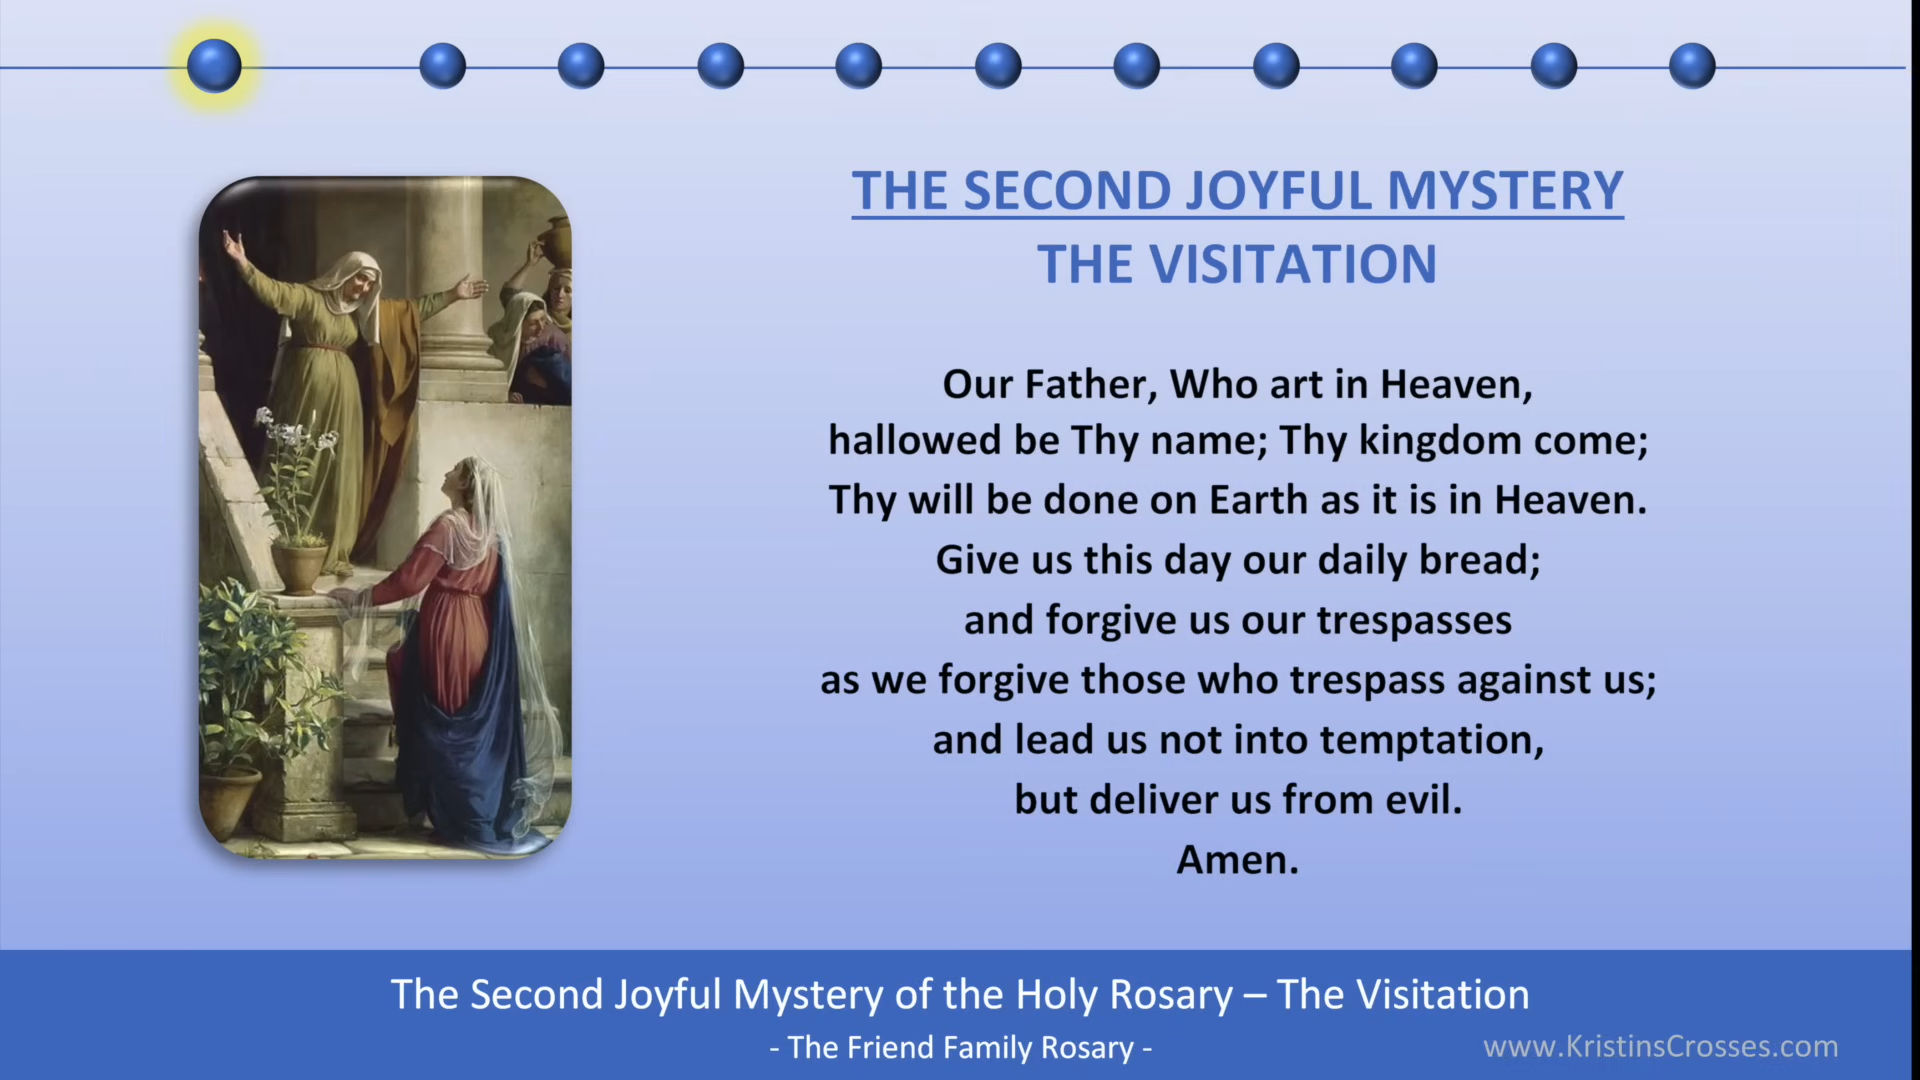 THE SECOND JOYFUL MYSTERY
THE VISITATION
Our Father, Who art in Heaven,
hallowed be Thy name; Thy kingdom come;
Thy will be done on Earth as it is in Heaven.
Give us this day our daily bread;
and forgive us our trespasses
as we forgive those who trespass against us;
and lead us not into temptation,
but deliver us from evil.
Amen.
The Second Joyful Mystery of the Holy Rosary – The Visitation
- The Friend Family Rosary -
www.KristinsCrosses.com